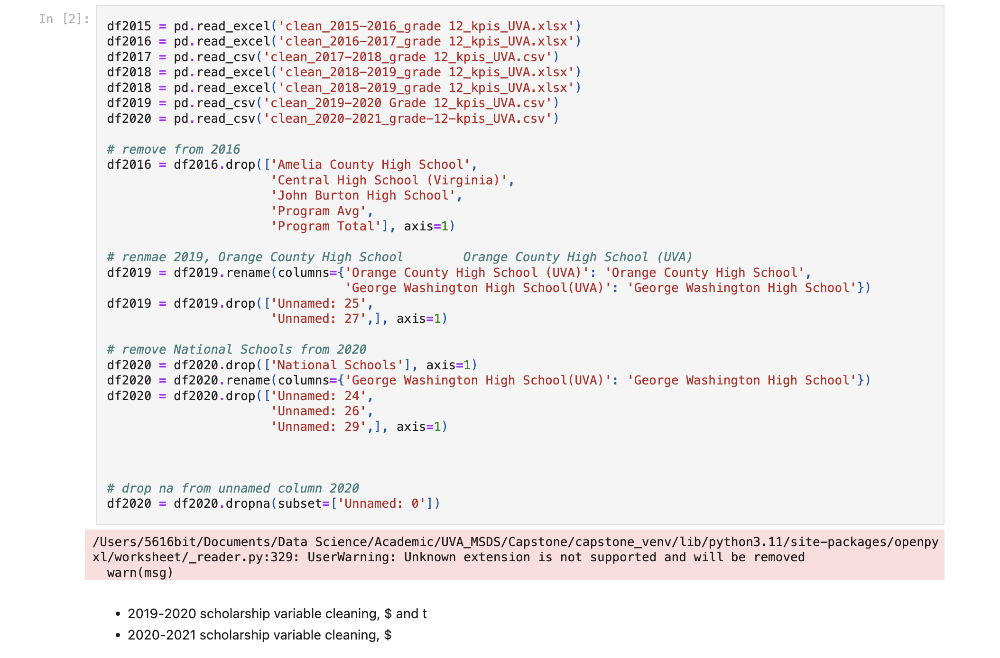 In [2]:
df2015 = pd.read_excel('clean_2015-2016_grade 12_kpis_UVA.xlsx')
df2016 = pd.read_excel('clean_2016-2017_grade 12_kpis_UVA.xlsx')
df2017 = pd.read_csv('clean_2017-2018_grade 12_kpis_UVA.csv')
df2018 = pd.read_excel('clean_2018-2019_grade 12_kpis_UVA.xlsx')
df2018 = pd.read_excel('clean_2018-2019_grade 12_kpis_UVA.xlsx')
df2019 = pd.read_csv('clean_2019-2020 Grade 12_kpis_UVA.csv')
df2020 = pd.read_csv('clean_2020-2021_grade-12-kpis_UVA.csv')
# remove from 2016
df2016 = df2016.drop(['Amelia County High School',
'Central High School (Virginia)',
'John Burton High School',
'Program Avg',
'Program Total'], axis=1)
# renmae 2019, Orange County High School        Orange County High School (UVA)
df2019 = df2019.rename(columns={'Orange County High School (UVA)': 'Orange County High School',
'George Washington High School(UVA)': 'George Washington High School'})
df2019 = df2019.drop(['Unnamed: 25',
'Unnamed: 27',], axis=1)
# remove National Schools from 2020
df2020 = df2020.drop(['National Schools'], axis=1)
df2020 = df2020.rename(columns={'George Washington High School(UVA)': 'George Washington High School'})
df2020 = df2020.drop(['Unnamed: 24',
'Unnamed: 26',
'Unnamed: 29',], axis=1)
# drop na from unnamed column 2020
df2020 = df2020.dropna(subset=['Unnamed: 0'])
/Users/5616bit/Documents/Data Science/Academic/UVA_MSDS/Capstone/capstone_venv/lib/python3.11/site-packages/openpy
xl/worksheet/_reader.py:329: UserWarning: Unknown extension is not supported and will be removed
warn(msg)
• 2019-2020 scholarship variable cleaning, $ and t
• 2020-2021 scholarship variable cleaning, $